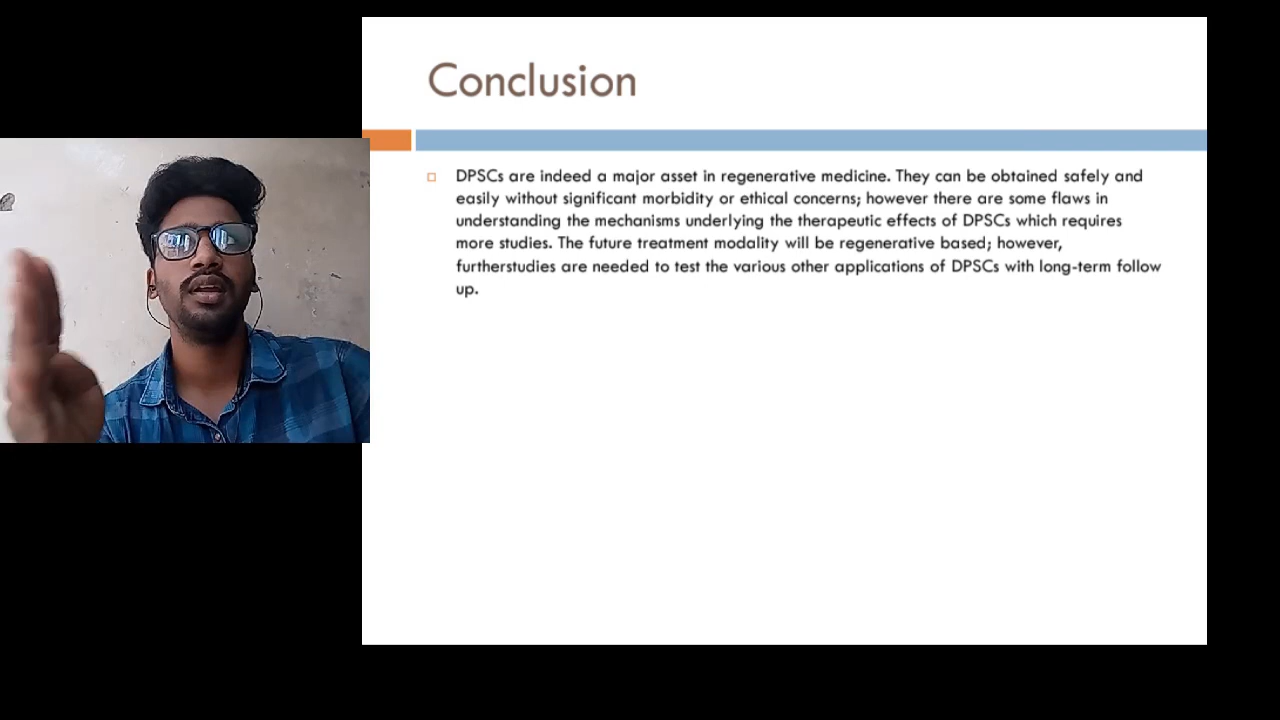 Conclusion
DPSCs are indeed a major asset in regenerative medicine. They can be obtained safely and
easily without significant morbidity or ethical concerns; however there are some flaws in
understanding the mechanisms underlying the therapeutic effects of DPSCs which requires
more studies. The future treatment modality will be regenerative based; however,
furtherstudies are needed to test the various other applications of DPSCs with long-term follow
up.